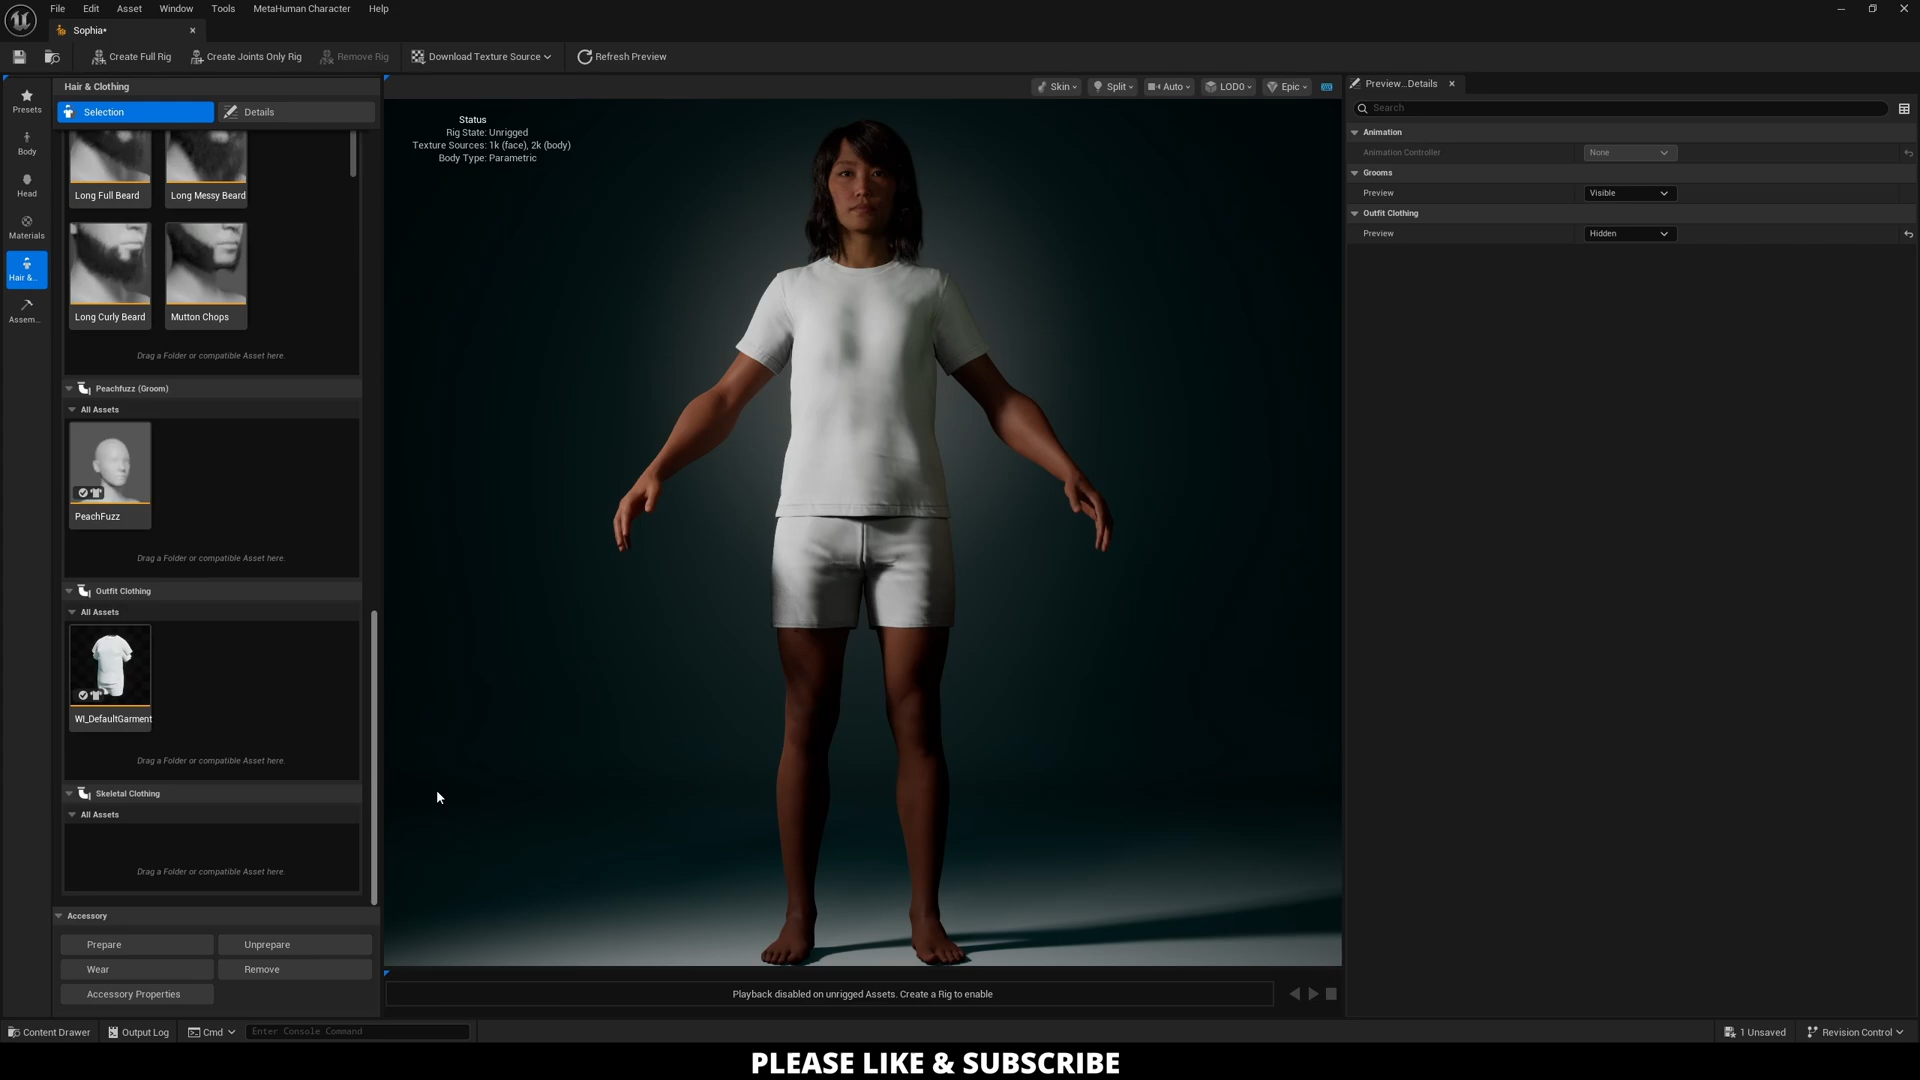 File Edit Asset Window Tools MetaHuman Character Help
Sophia*
Create Full Rig Create Joints Only Rig Remove Rig Download Texture Source Refresh Preview
Presets
Body
Head
Materials
Hair &...
Assem...
Hair & Clothing
Selection Details
Long Full Beard Long Messy Beard
Long Curly Beard Mutton Chops
Drag a Folder or compatible Asset here.
Peachfuzz (Groom)
All Assets
PeachFuzz
Drag a Folder or compatible Asset here.
Outfit Clothing
All Assets
WI_DefaultGarment
Drag a Folder or compatible Asset here.
Skeletal Clothing
All Assets
Drag a Folder or compatible Asset here.
Accessory
Prepare Unprepare
Wear Remove
Accessory Properties
Skin Split Auto LOD0 Epic
Status
Rig State: Unrigged
Texture Sources: 1k (face), 2k (body)
Body Type: Parametric
Playback disabled on unrigged Assets. Create a Rig to enable
Preview...Details
Search
Animation
Animation Controller None
Grooms
Preview Visible
Outfit Clothing
Preview Hidden
Content Drawer Output Log Cmd Enter Console Command 1 Unsaved Revision Control
PLEASE LIKE & SUBSCRIBE